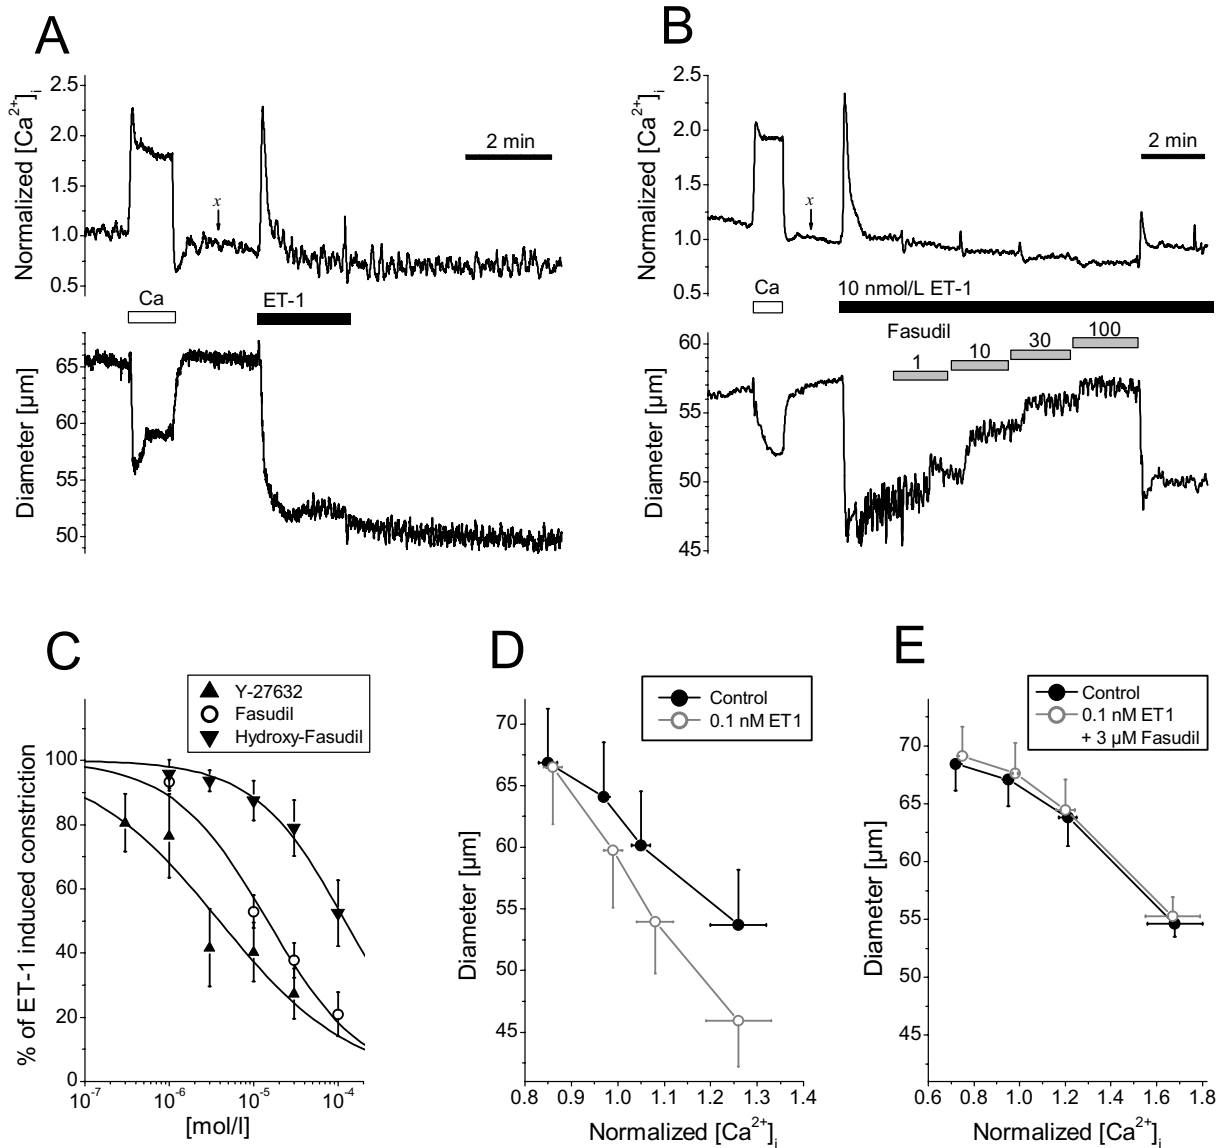 A
Normalized [Ca2+]i
2.5
2.0
1.5
1.0
0.5
x
2 min
Ca
ET-1
Diameter [µm]
65
60
55
50
B
Normalized [Ca2+]i
2.5
2.0
1.5
1.0
0.5
x
2 min
Ca
10 nmol/L ET-1
Fasudil
1
10
30
100
Diameter [µm]
60
55
50
45
C
Y-27632
Fasudil
Hydroxy-Fasudil
% of ET-1 induced constriction
100
80
60
40
20
0
10-7
10-6
10-5
10-4
[mol/l]
D
Control
0.1 nM ET1
Diameter [µm]
70
65
60
55
50
45
0.8 0.9 1.0 1.1 1.2 1.3 1.4
Normalized [Ca2+]i
E
Control
0.1 nM ET1
+ 3 µM Fasudil
Diameter [µm]
70
65
60
55
50
45
0.6 0.8 1.0 1.2 1.4 1.6 1.8
Normalized [Ca2+]i